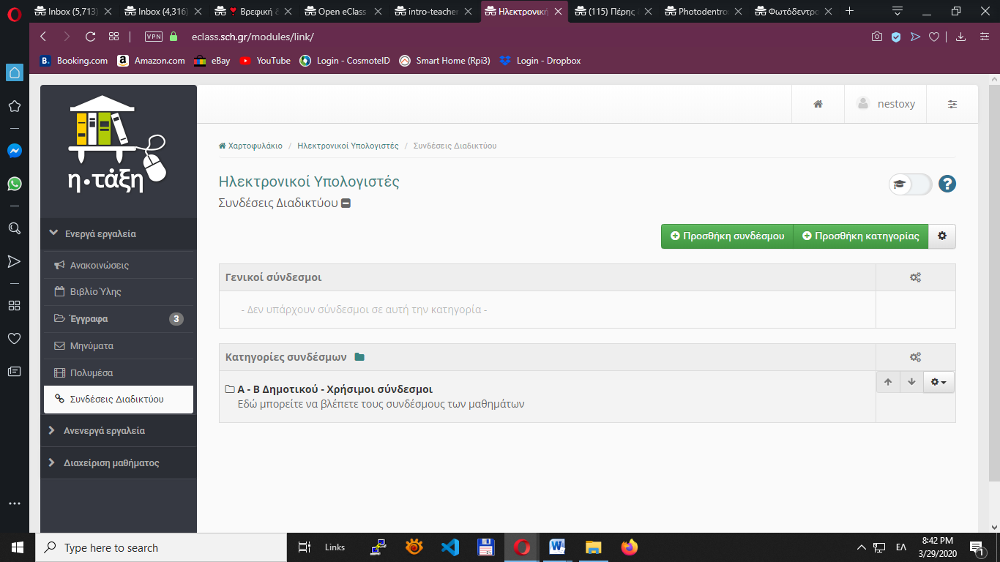 Inbox (5,713)
Inbox (4,316)
Βρεφική &
Open eClass
intro-teacher
Ηλεκτρονική
(115) Πέρης
Photodentro
Φωτόδεντρο
VPN
eclass.sch.gr/modules/link/
Booking.com
Amazon.com
eBay
YouTube
Login - CosmoteID
Smart Home (Rpi3)
Login - Dropbox
η•τάξη
nestoxy
Χαρτοφυλάκιο / Ηλεκτρονικοί Υπολογιστές / Συνδέσεις Διαδικτύου
Ηλεκτρονικοί Υπολογιστές
Συνδέσεις Διαδικτύου
Προσθήκη συνδέσμου
Προσθήκη κατηγορίας
Ενεργά εργαλεία
Ανακοινώσεις
Βιβλίο Ύλης
Έγγραφα 3
Μηνύματα
Πολυμέσα
Συνδέσεις Διαδικτύου
Ανενεργά εργαλεία
Διαχείριση μαθήματος
Γενικοί σύνδεσμοι
- Δεν υπάρχουν σύνδεσμοι σε αυτή την κατηγορία -
Κατηγορίες συνδέσμων
Α - Β Δημοτικού - Χρήσιμοι σύνδεσμοι
Εδώ μπορείτε να βλέπετε τους συνδέσμους των μαθημάτων
Type here to search
Links
ΕΛ
8:42 PM
3/29/2020
1